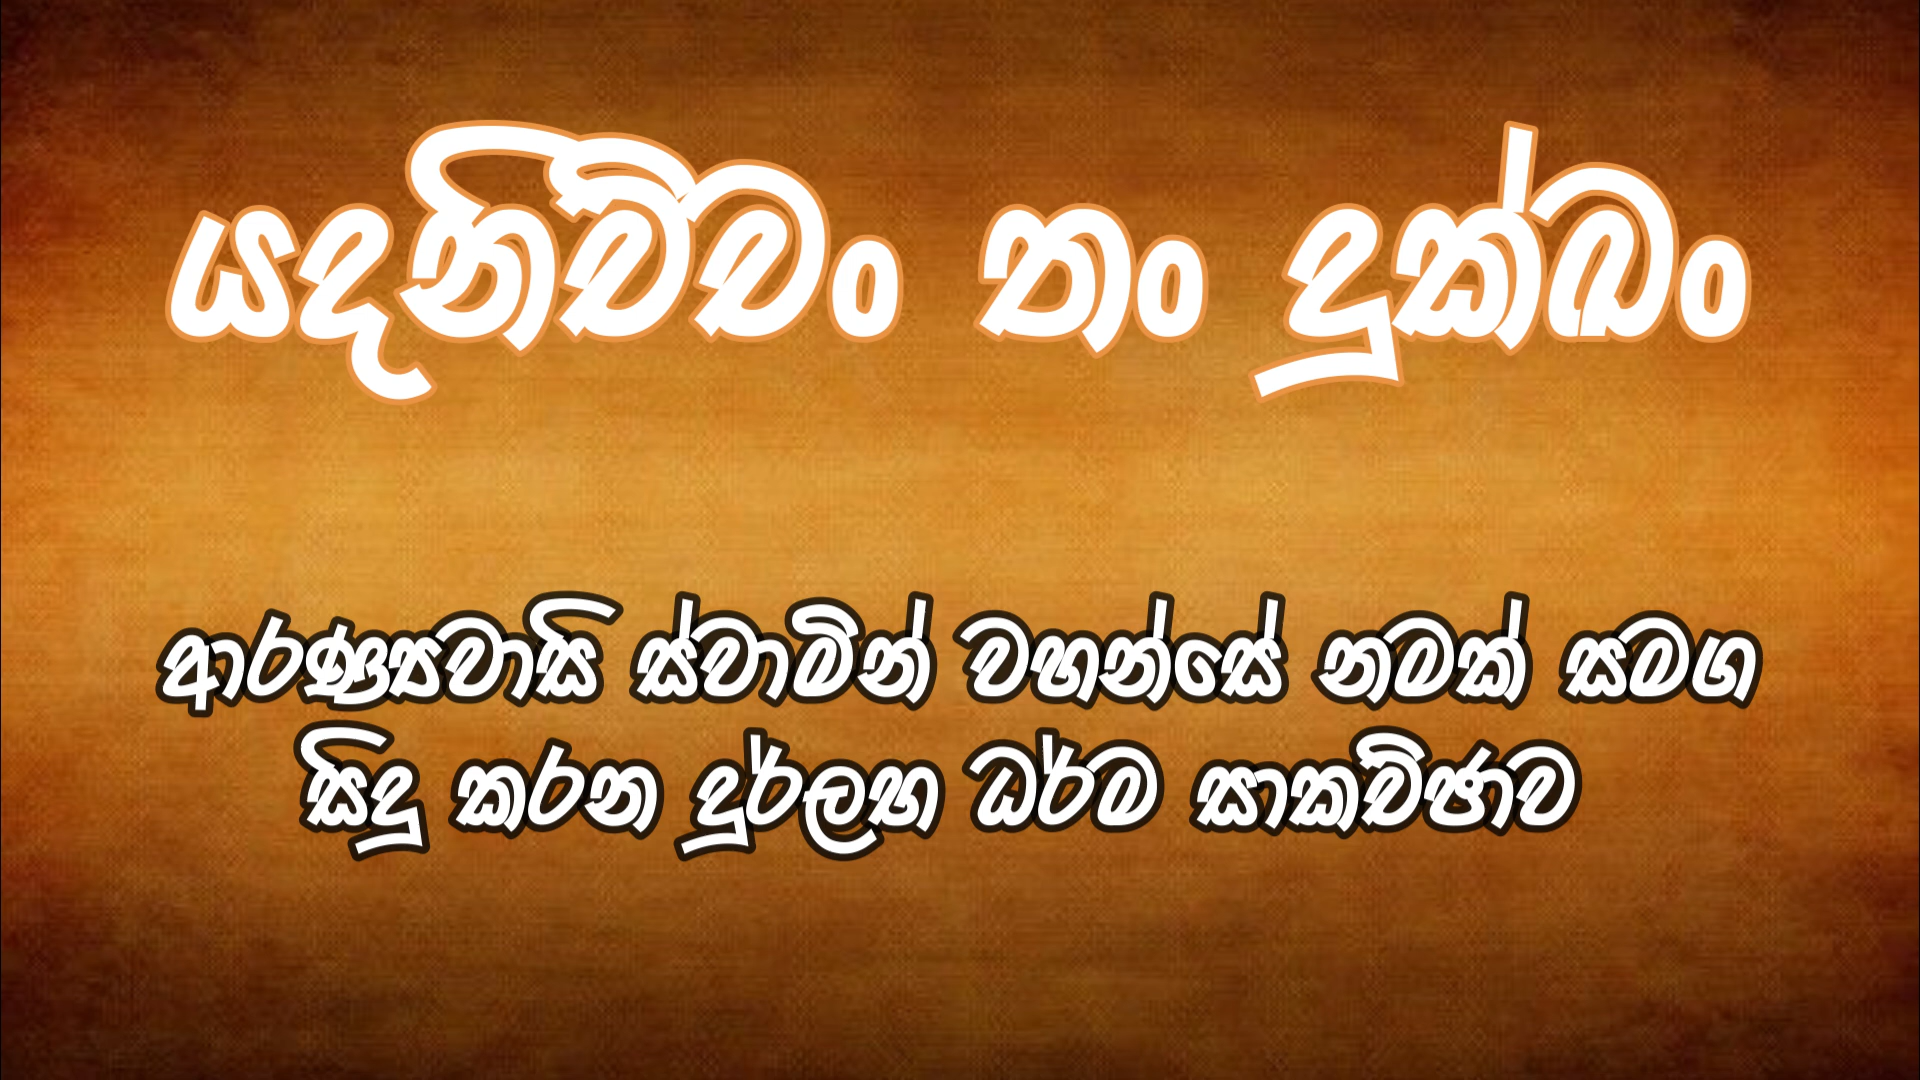 යදනිච්චං තං දුක්ඛං
ආරණ්‍යවාසි ස්වාමින් වහන්සේ නමක් සමග
සිදු කරන දුර්ලභ ධර්ම සාකච්ඡාව